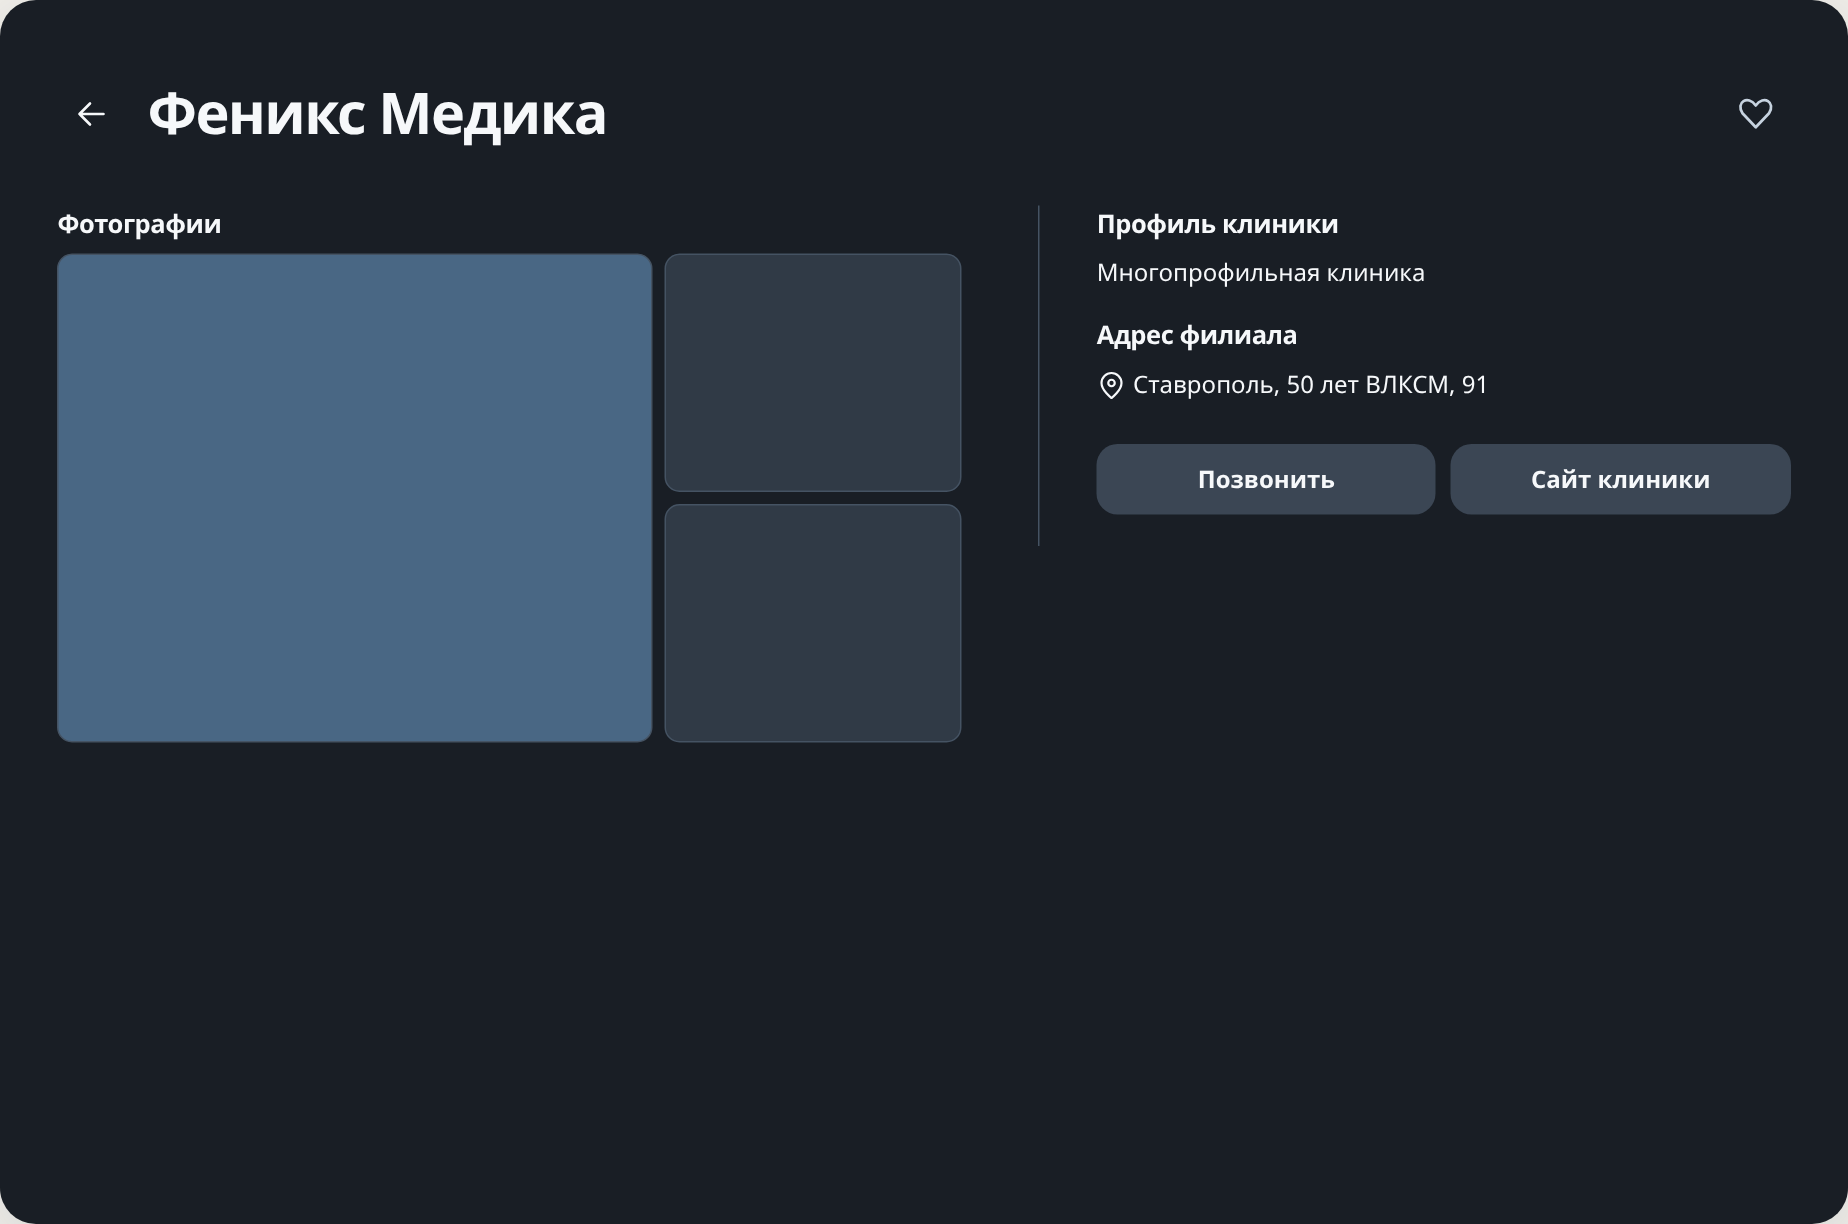 Феникс Медика
Фотографии
Профиль клиники
Многопрофильная клиника
Адрес филиала
Ставрополь, 50 лет ВЛКСМ, 91
Позвонить
Сайт клиники